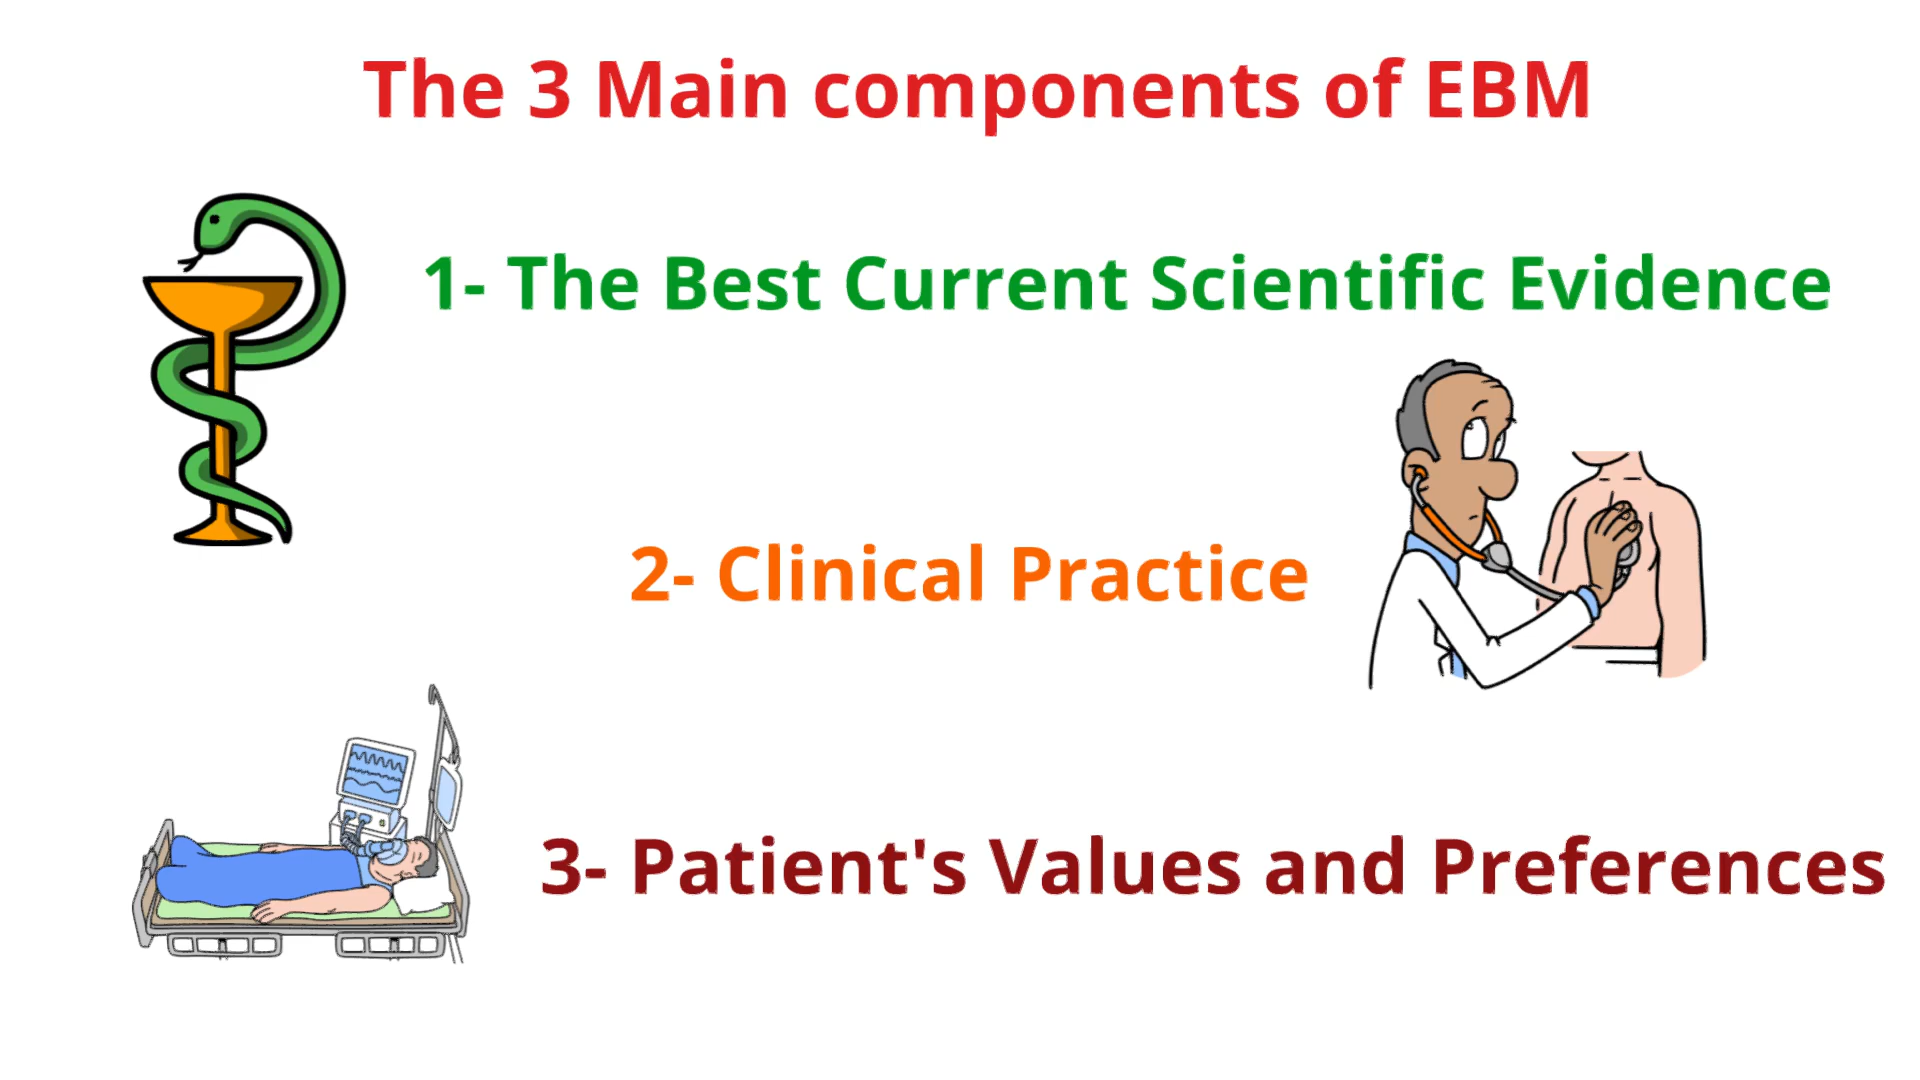 The 3 Main components of EBM
1- The Best Current Scientific Evidence
2- Clinical Practice
3- Patient's Values and Preferences